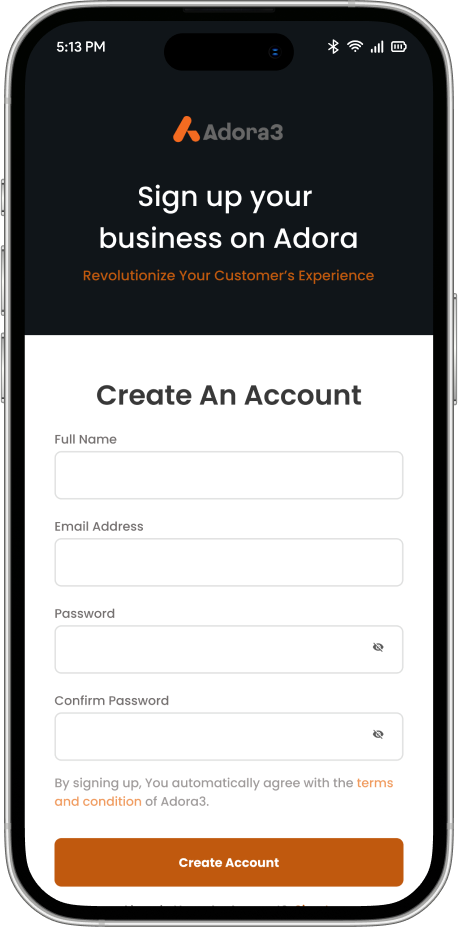 5:13 PM
Adora3
Sign up your
business on Adora
Revolutionize Your Customer’s Experience
Create An Account
Full Name
Email Address
Password
Confirm Password
By signing up, You automatically agree with the terms
and condition of Adora3.
Create Account